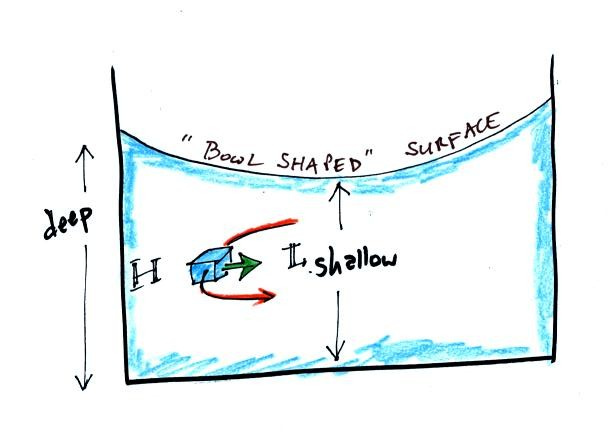 "BOWL SHAPED" SURFACE
deep
H
L
shallow